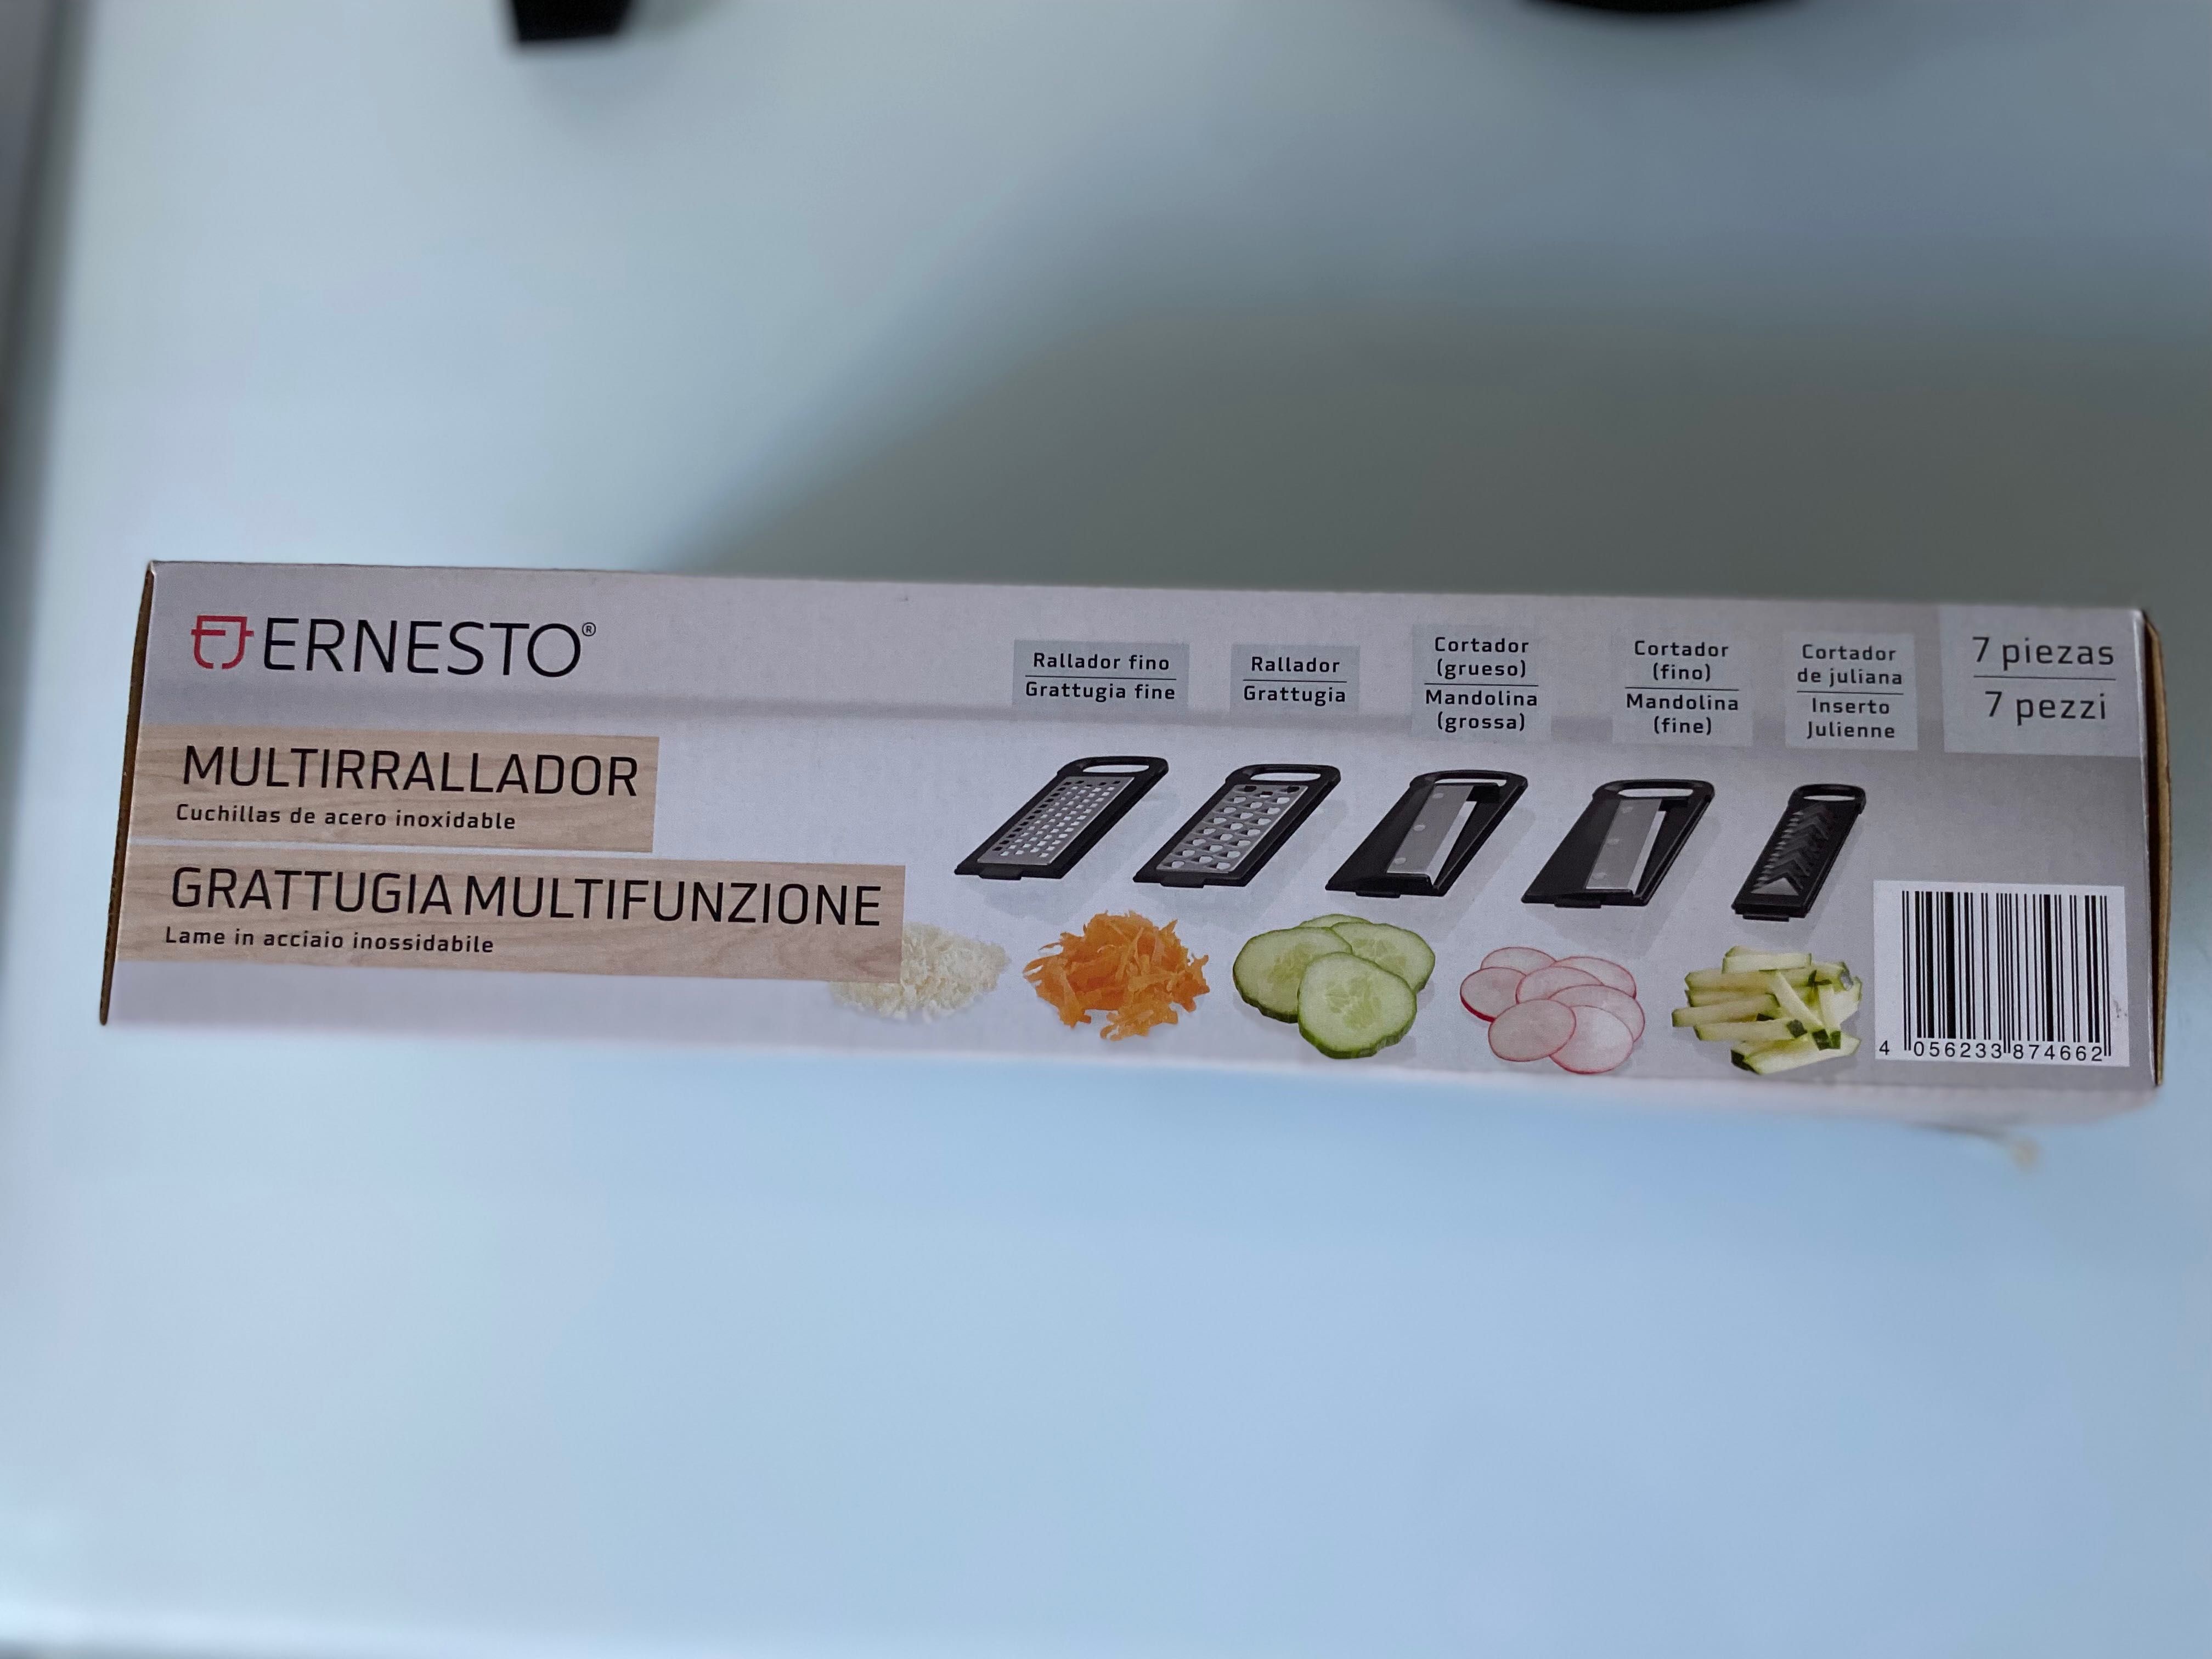 ERNESTO®
MULTIRRALLADOR
Cuchillas de acero inoxidable
GRATTUGIA MULTIFUNZIONE
Lame in acciaio inossidabile
Rallador fino
Grattugia fine
Rallador
Grattugia
Cortador
(grueso)
Mandolina
(grossa)
Cortador
(fino)
Mandolina
(fine)
Cortador
de juliana
Inserto
Julienne
7 piezas
7 pezzi
4 056233 874662